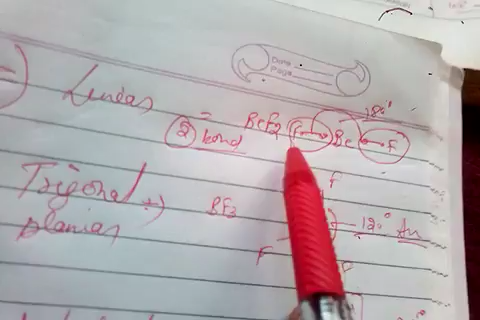 Date
Page
Linear
2 bond BeF2 F Be F 180°
F
Trigonal
planar BF3 120°
F
F